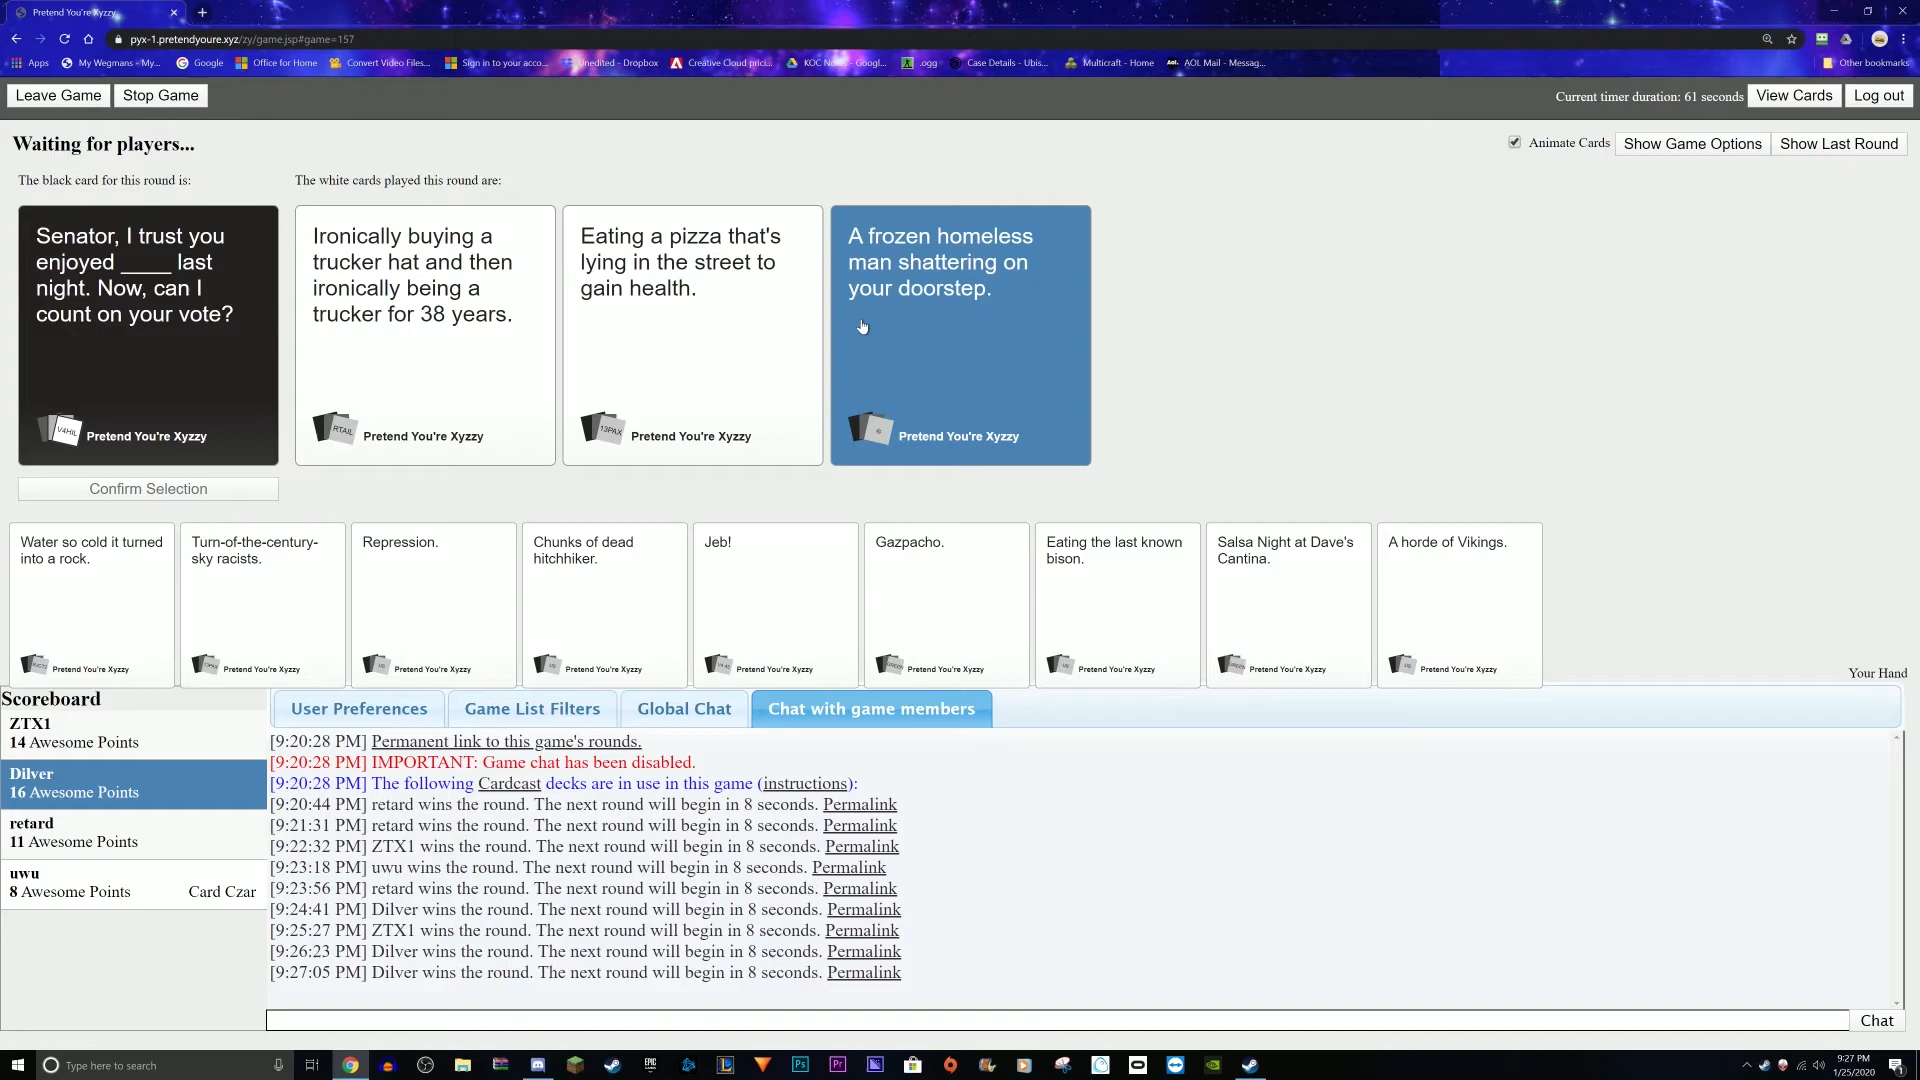 Pretend You're Xyzzy
pyx-1.pretendyoure.xyz/zy/game.jsp#game=157
Apps
My Wegmans - My...
Google
Office for Home
Convert Video Files...
Sign in to your acco...
Unedited - Dropbox
Creative Cloud prici...
.ogg
Case Details - Ubis...
Multicraft - Home
AOL Mail - Messag...
Other bookmarks
Leave Game
Stop Game
Current timer duration: 61 seconds
View Cards
Log out
Waiting for players...
Animate Cards
Show Game Options
Show Last Round
The black card for this round is:
The white cards played this round are:
Senator, I trust you
enjoyed ____ last
night. Now, can I
count on your vote?
V4HIL
Pretend You're Xyzzy
Ironically buying a
trucker hat and then
ironically being a
trucker for 38 years.
RTAIL
Pretend You're Xyzzy
Eating a pizza that's
lying in the street to
gain health.
13PAX
Pretend You're Xyzzy
A frozen homeless
man shattering on
your doorstep.
Pretend You're Xyzzy
Confirm Selection
Water so cold it turned
into a rock.
Pretend You're Xyzzy
Turn-of-the-century-
sky racists.
13PAX
Pretend You're Xyzzy
Repression.
US
Pretend You're Xyzzy
Chunks of dead
hitchhiker.
US
Pretend You're Xyzzy
Jeb!
Pretend You're Xyzzy
Gazpacho.
GREEN
Pretend You're Xyzzy
Eating the last known
bison.
US
Pretend You're Xyzzy
Salsa Night at Dave's
Cantina.
GREEN
Pretend You're Xyzzy
A horde of Vikings.
US
Pretend You're Xyzzy
Your Hand
Scoreboard
ZTX1
14 Awesome Points
Dilver
16 Awesome Points
retard
11 Awesome Points
uwu
8 Awesome Points
Card Czar
User Preferences
Game List Filters
Global Chat
Chat with game members
[9:20:28 PM] Permanent link to this game's rounds.
[9:20:28 PM] IMPORTANT: Game chat has been disabled.
[9:20:28 PM] The following Cardcast decks are in use in this game (instructions):
[9:20:44 PM] retard wins the round. The next round will begin in 8 seconds. Permalink
[9:21:31 PM] retard wins the round. The next round will begin in 8 seconds. Permalink
[9:22:32 PM] ZTX1 wins the round. The next round will begin in 8 seconds. Permalink
[9:23:18 PM] uwu wins the round. The next round will begin in 8 seconds. Permalink
[9:23:56 PM] retard wins the round. The next round will begin in 8 seconds. Permalink
[9:24:41 PM] Dilver wins the round. The next round will begin in 8 seconds. Permalink
[9:25:27 PM] ZTX1 wins the round. The next round will begin in 8 seconds. Permalink
[9:26:23 PM] Dilver wins the round. The next round will begin in 8 seconds. Permalink
[9:27:05 PM] Dilver wins the round. The next round will begin in 8 seconds. Permalink
Chat
Type here to search
EPIC
Ps
Pr
9:27 PM
1/25/2020